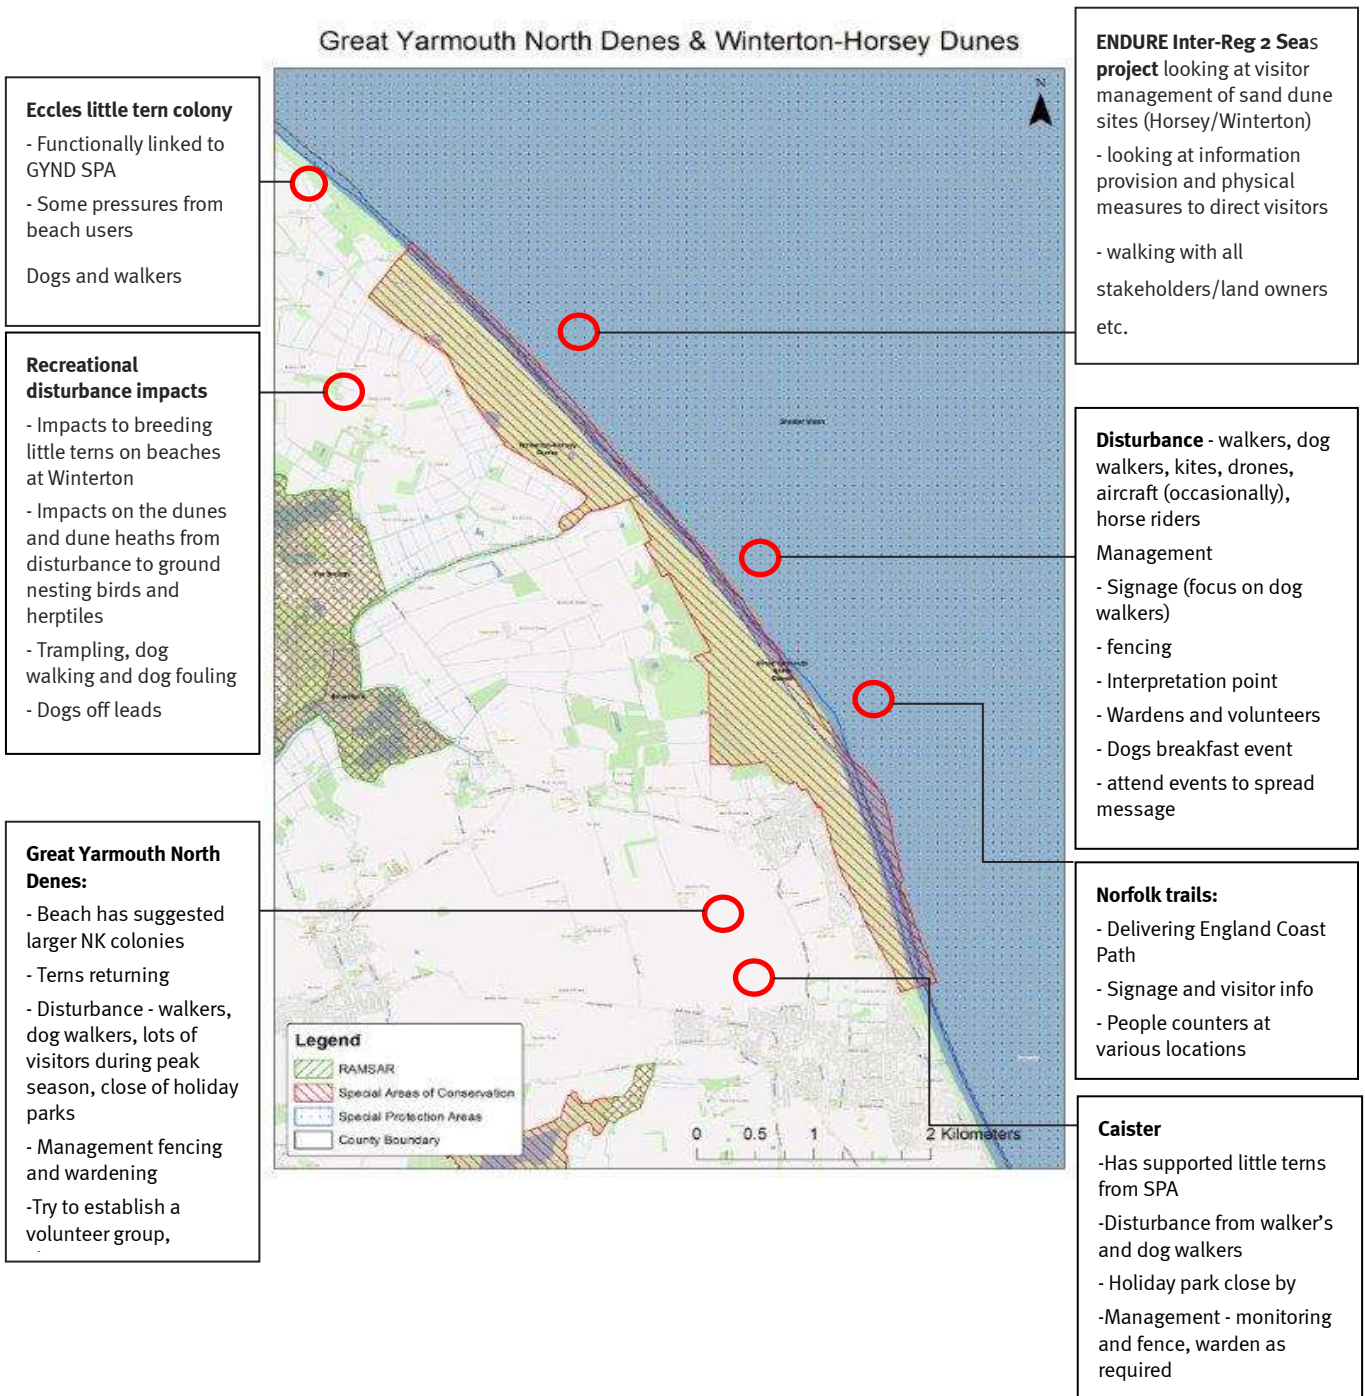 Great Yarmouth North Denes & Winterton-Horsey Dunes
Eccles little tern colony
- Functionally linked to
GYND SPA
- Some pressures from
beach users
Dogs and walkers
Recreational
disturbance impacts
- Impacts to breeding
little terns on beaches
at Winterton
- Impacts on the dunes
and dune heaths from
disturbance to ground
nesting birds and
herptiles
- Trampling, dog
walking and dog fouling
- Dogs off leads
Great Yarmouth North
Denes:
- Beach has suggested
larger NK colonies
- Terns returning
- Disturbance - walkers,
dog walkers, lots of
visitors during peak
season, close of holiday
parks
- Management fencing
and wardening
-Try to establish a
volunteer group,
N
Greater Wash
Winterton-Horsey
Dunes
Great Yarmouth
North
Denes
Legend
RAMSAR
Special Areas of Conservation
Special Protection Areas
County Boundary
0 0.5 1 2 Kilometers
ENDURE Inter-Reg 2 Seas
project looking at visitor
management of sand dune
sites (Horsey/Winterton)
- looking at information
provision and physical
measures to direct visitors
- walking with all
stakeholders/land owners
etc.
Disturbance - walkers, dog
walkers, kites, drones,
aircraft (occasionally),
horse riders
Management
- Signage (focus on dog
walkers)
- fencing
- Interpretation point
- Wardens and volunteers
- Dogs breakfast event
- attend events to spread
message
Norfolk trails:
- Delivering England Coast
Path
- Signage and visitor info
- People counters at
various locations
Caister
-Has supported little terns
from SPA
-Disturbance from walker’s
and dog walkers
- Holiday park close by
-Management - monitoring
and fence, warden as
required